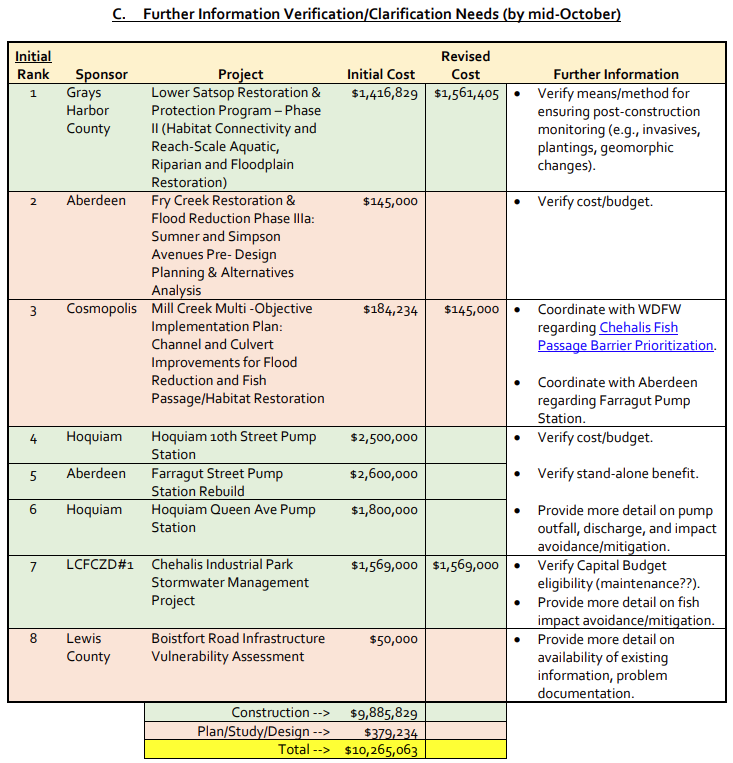 C. Further Information Verification/Clarification Needs (by mid-October)
Initial Rank Sponsor Project Initial Cost Revised Cost Further Information
1 Grays Harbor County
Lower Satsop Restoration &
Protection Program – Phase
II (Habitat Connectivity and
Reach-Scale Aquatic,
Riparian and Floodplain
Restoration)
$1,416,829 $1,561,405
• Verify means/method for
ensuring post-construction
monitoring (e.g., invasives,
plantings, geomorphic
changes).
2 Aberdeen
Fry Creek Restoration &
Flood Reduction Phase IIIa:
Sumner and Simpson
Avenues Pre- Design
Planning & Alternatives
Analysis
$145,000
• Verify cost/budget.
3 Cosmopolis
Mill Creek Multi -Objective
Implementation Plan:
Channel and Culvert
Improvements for Flood
Reduction and Fish
Passage/Habitat Restoration
$184,234 $145,000
• Coordinate with WDFW
regarding Chehalis Fish
Passage Barrier Prioritization.
• Coordinate with Aberdeen
regarding Farragut Pump
Station.
4 Hoquiam
Hoquiam 10th Street Pump
Station
$2,500,000
• Verify cost/budget.
5 Aberdeen
Farragut Street Pump
Station Rebuild
$2,600,000
• Verify stand-alone benefit.
6 Hoquiam
Hoquiam Queen Ave Pump
Station
$1,800,000
• Provide more detail on pump
outfall, discharge, and impact
avoidance/mitigation.
7 LCFCZD#1
Chehalis Industrial Park
Stormwater Management
Project
$1,569,000 $1,569,000
• Verify Capital Budget
eligibility (maintenance??).
• Provide more detail on fish
impact avoidance/mitigation.
8 Lewis County
Boistfort Road Infrastructure
Vulnerability Assessment
$50,000
• Provide more detail on
availability of existing
information, problem
documentation.
Construction --> $9,885,829
Plan/Study/Design --> $379,234
Total --> $10,265,063